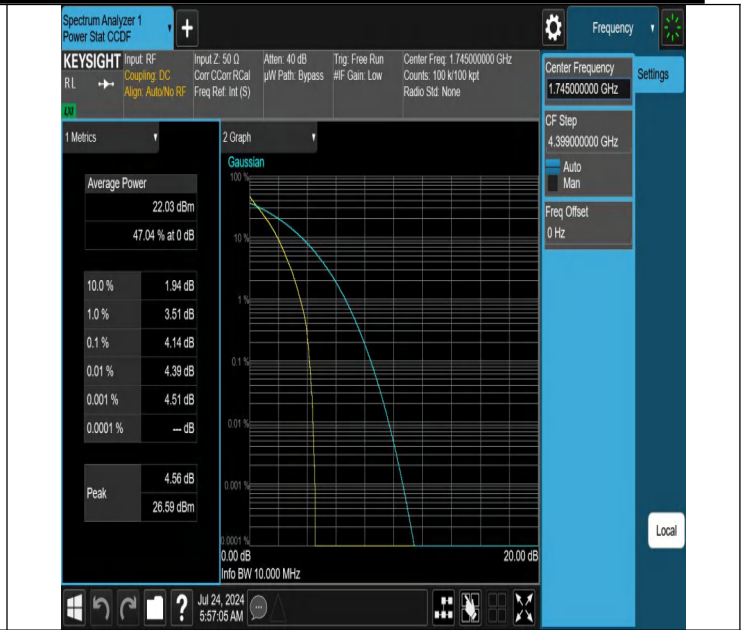 Spectrum Analyzer 1
Power Stat CCDF
Frequency
KEYSIGHT
RL
LXI
Input: RF
Coupling: DC
Align: Auto/No RF
Input Z: 50 Ω
Corr CCorr RCal
Freq Ref: Int (S)
Atten: 40 dB
µW Path: Bypass
Trig: Free Run
#IF Gain: Low
Center Freq: 1.745000000 GHz
Counts: 100 k/100 kpt
Radio Std: None
Center Frequency
1.745000000 GHz
Settings
CF Step
4.399000000 GHz
Auto
Man
Freq Offset
0 Hz
1 Metrics
Average Power
22.03 dBm
47.04 % at 0 dB
10.0 % 1.94 dB
1.0 % 3.51 dB
0.1 % 4.14 dB
0.01 % 4.39 dB
0.001 % 4.51 dB
0.0001 % --- dB
Peak
4.56 dB
26.59 dBm
2 Graph
Gaussian
100 %
10 %
1 %
0.1 %
0.01 %
0.001 %
0.0001 %
0.00 dB 20.00 dB
Info BW 10.000 MHz
Local
?
Jul 24, 2024
5:57:05 AM